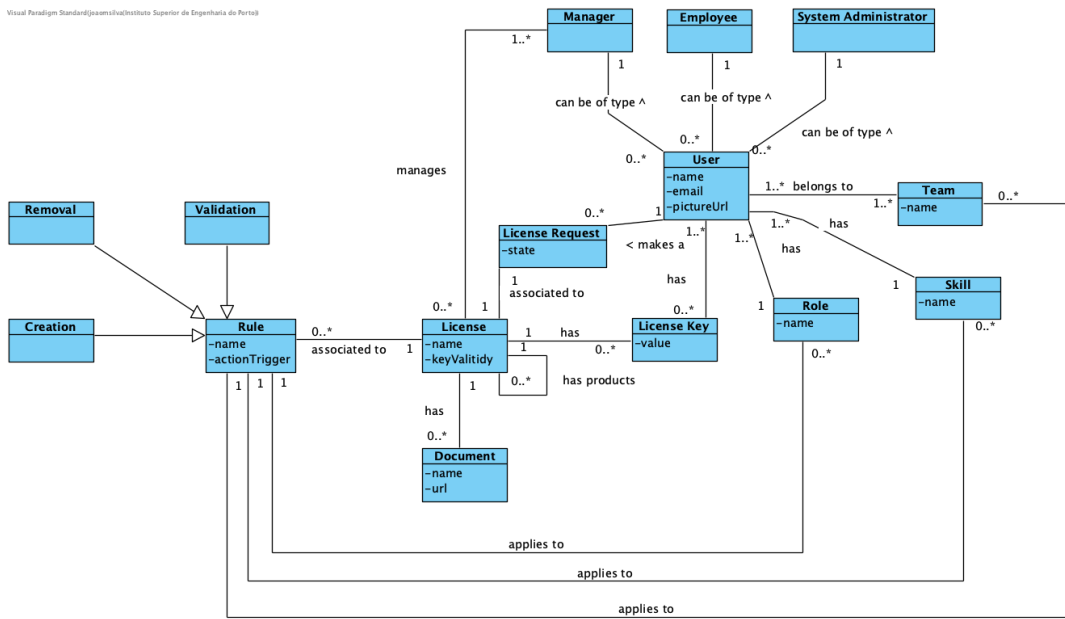 Visual Paradigm Standard(joaomsilva(Instituto Superior de Engenharia do Porto))
Manager
Employee
System Administrator
1..*
1
1
1
can be of type ^
can be of type ^
can be of type ^
0..*
0..*
0..*
manages
User
-name
-email
-pictureUrl
1..* belongs to
1..*
Team
-name
0..*
Removal
Validation
0..*
1
License Request
-state
< makes a
1..*
1..*
1..*
has
has
has
1
associated to
1
Skill
-name
0..*
0..*
1
0..*
1
Role
-name
0..*
Creation
Rule
-name
-actionTrigger
0..*
associated to
1
License
-name
-keyValitidy
1
has
0..*
License Key
-value
1
0..*
has products
1
1
1
1
has
0..*
Document
-name
-url
applies to
applies to
applies to